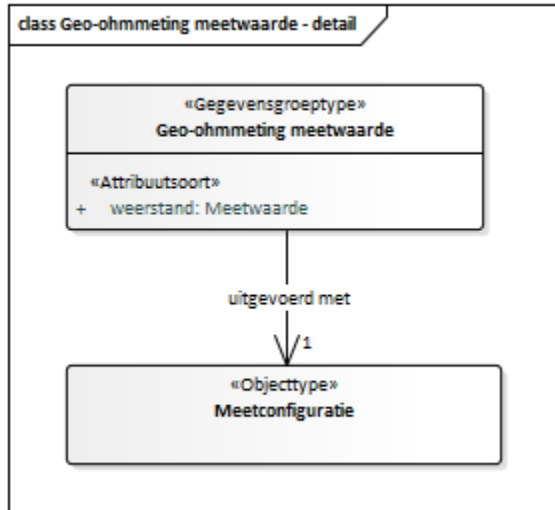 class Geo-ohmmeting meetwaarde - detail
«Gegevensgroeptype»
Geo-ohmmeting meetwaarde
«Attribuutsoort»
+ weerstand: Meetwaarde
uitgevoerd met
1
«Objecttype»
Meetconfiguratie